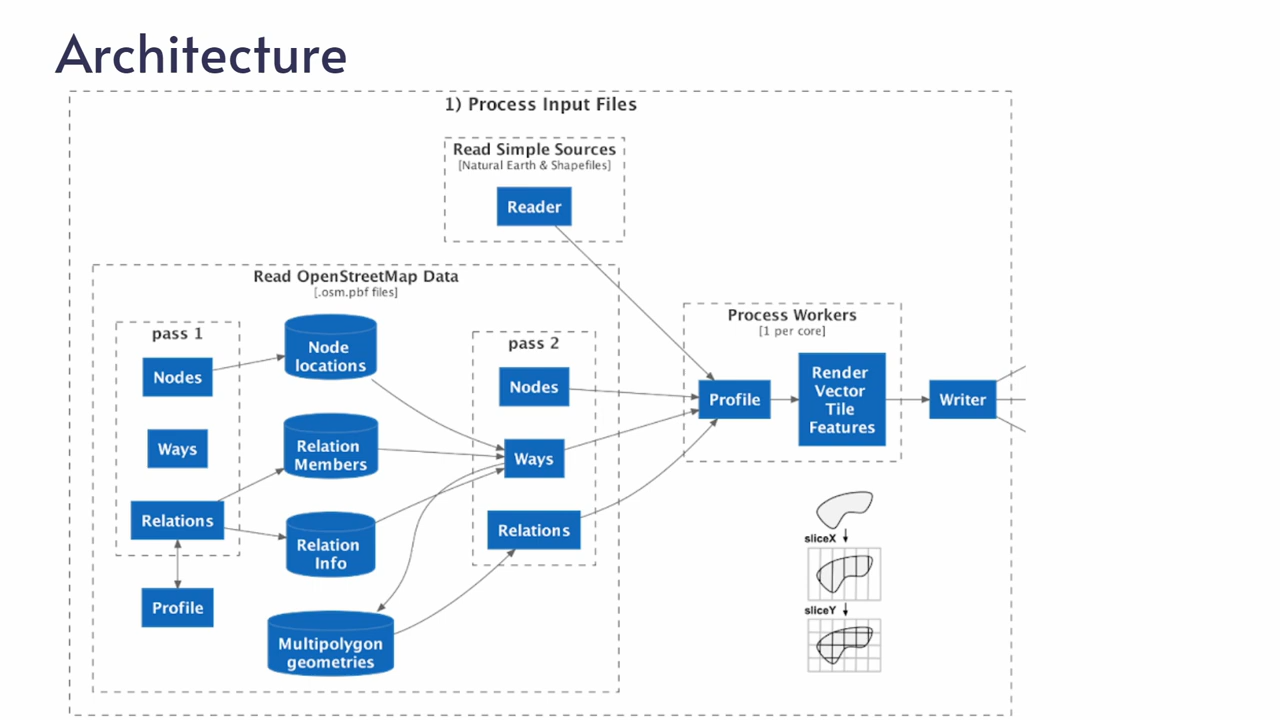 Architecture
1) Process Input Files
Read Simple Sources
[Natural Earth & Shapefiles]
Reader
Read OpenStreetMap Data
[.osm.pbf files]
pass 1
Nodes
Ways
Relations
Profile
Node
locations
Relation
Members
Relation
Info
Multipolygon
geometries
pass 2
Nodes
Ways
Relations
Process Workers
[1 per core]
Profile
Render
Vector
Tile
Features
Writer
sliceX
sliceY